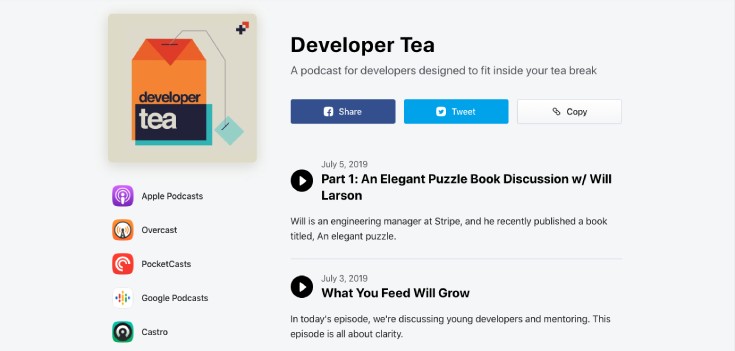 developer
tea
Apple Podcasts
Overcast
PocketCasts
Google Podcasts
Castro
Developer Tea
A podcast for developers designed to fit inside your tea break
Share
Tweet
Copy
July 5, 2019
Part 1: An Elegant Puzzle Book Discussion w/ Will
Larson
Will is an engineering manager at Stripe, and he recently published a book
titled, An elegant puzzle.
July 3, 2019
What You Feed Will Grow
In today's episode, we're discussing young developers and mentoring. This
episode is all about clarity.